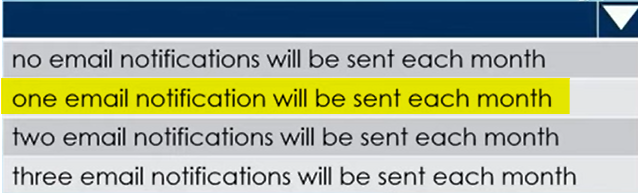 no email notifications will be sent each month
one email notification will be sent each month
two email notifications will be sent each month
three email notifications will be sent each month